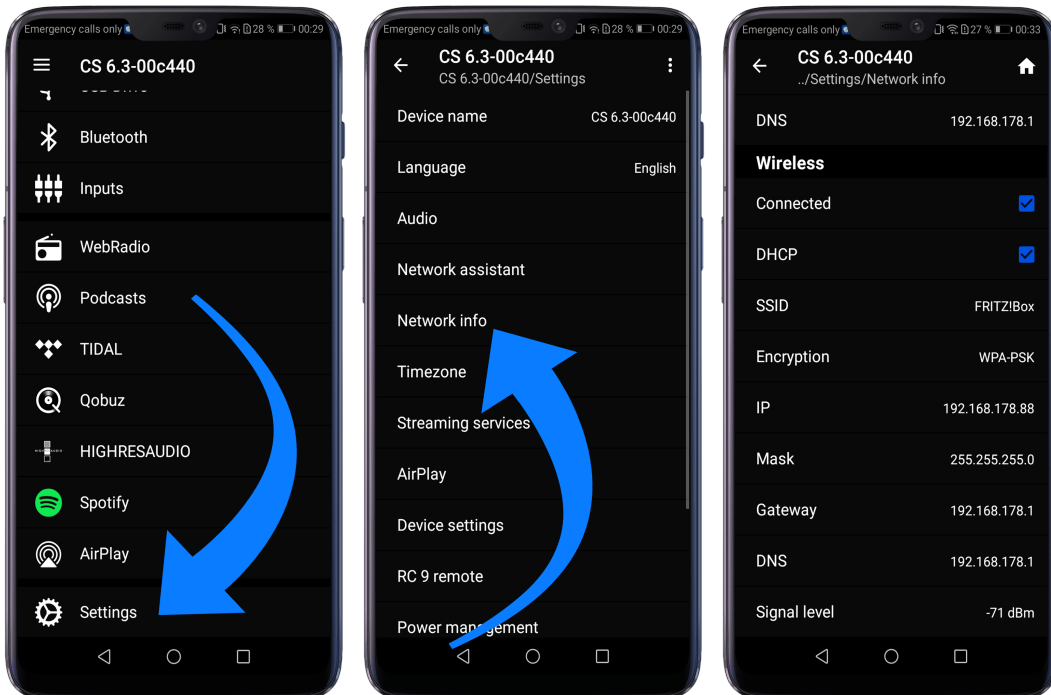 Emergency calls only
28 %
00:29
CS 6.3-00c440
Bluetooth
Inputs
WebRadio
Podcasts
TIDAL
Qobuz
HIGHRESAUDIO
Spotify
AirPlay
Settings
Emergency calls only
28 %
00:29
CS 6.3-00c440
CS 6.3-00c440/Settings
Device name CS 6.3-00c440
Language English
Audio
Network assistant
Network info
Timezone
Streaming services
AirPlay
Device settings
RC 9 remote
Power management
Emergency calls only
27 %
00:33
CS 6.3-00c440
../Settings/Network info
DNS 192.168.178.1
Wireless
Connected
DHCP
SSID FRITZ!Box
Encryption WPA-PSK
IP 192.168.178.88
Mask 255.255.255.0
Gateway 192.168.178.1
DNS 192.168.178.1
Signal level -71 dBm